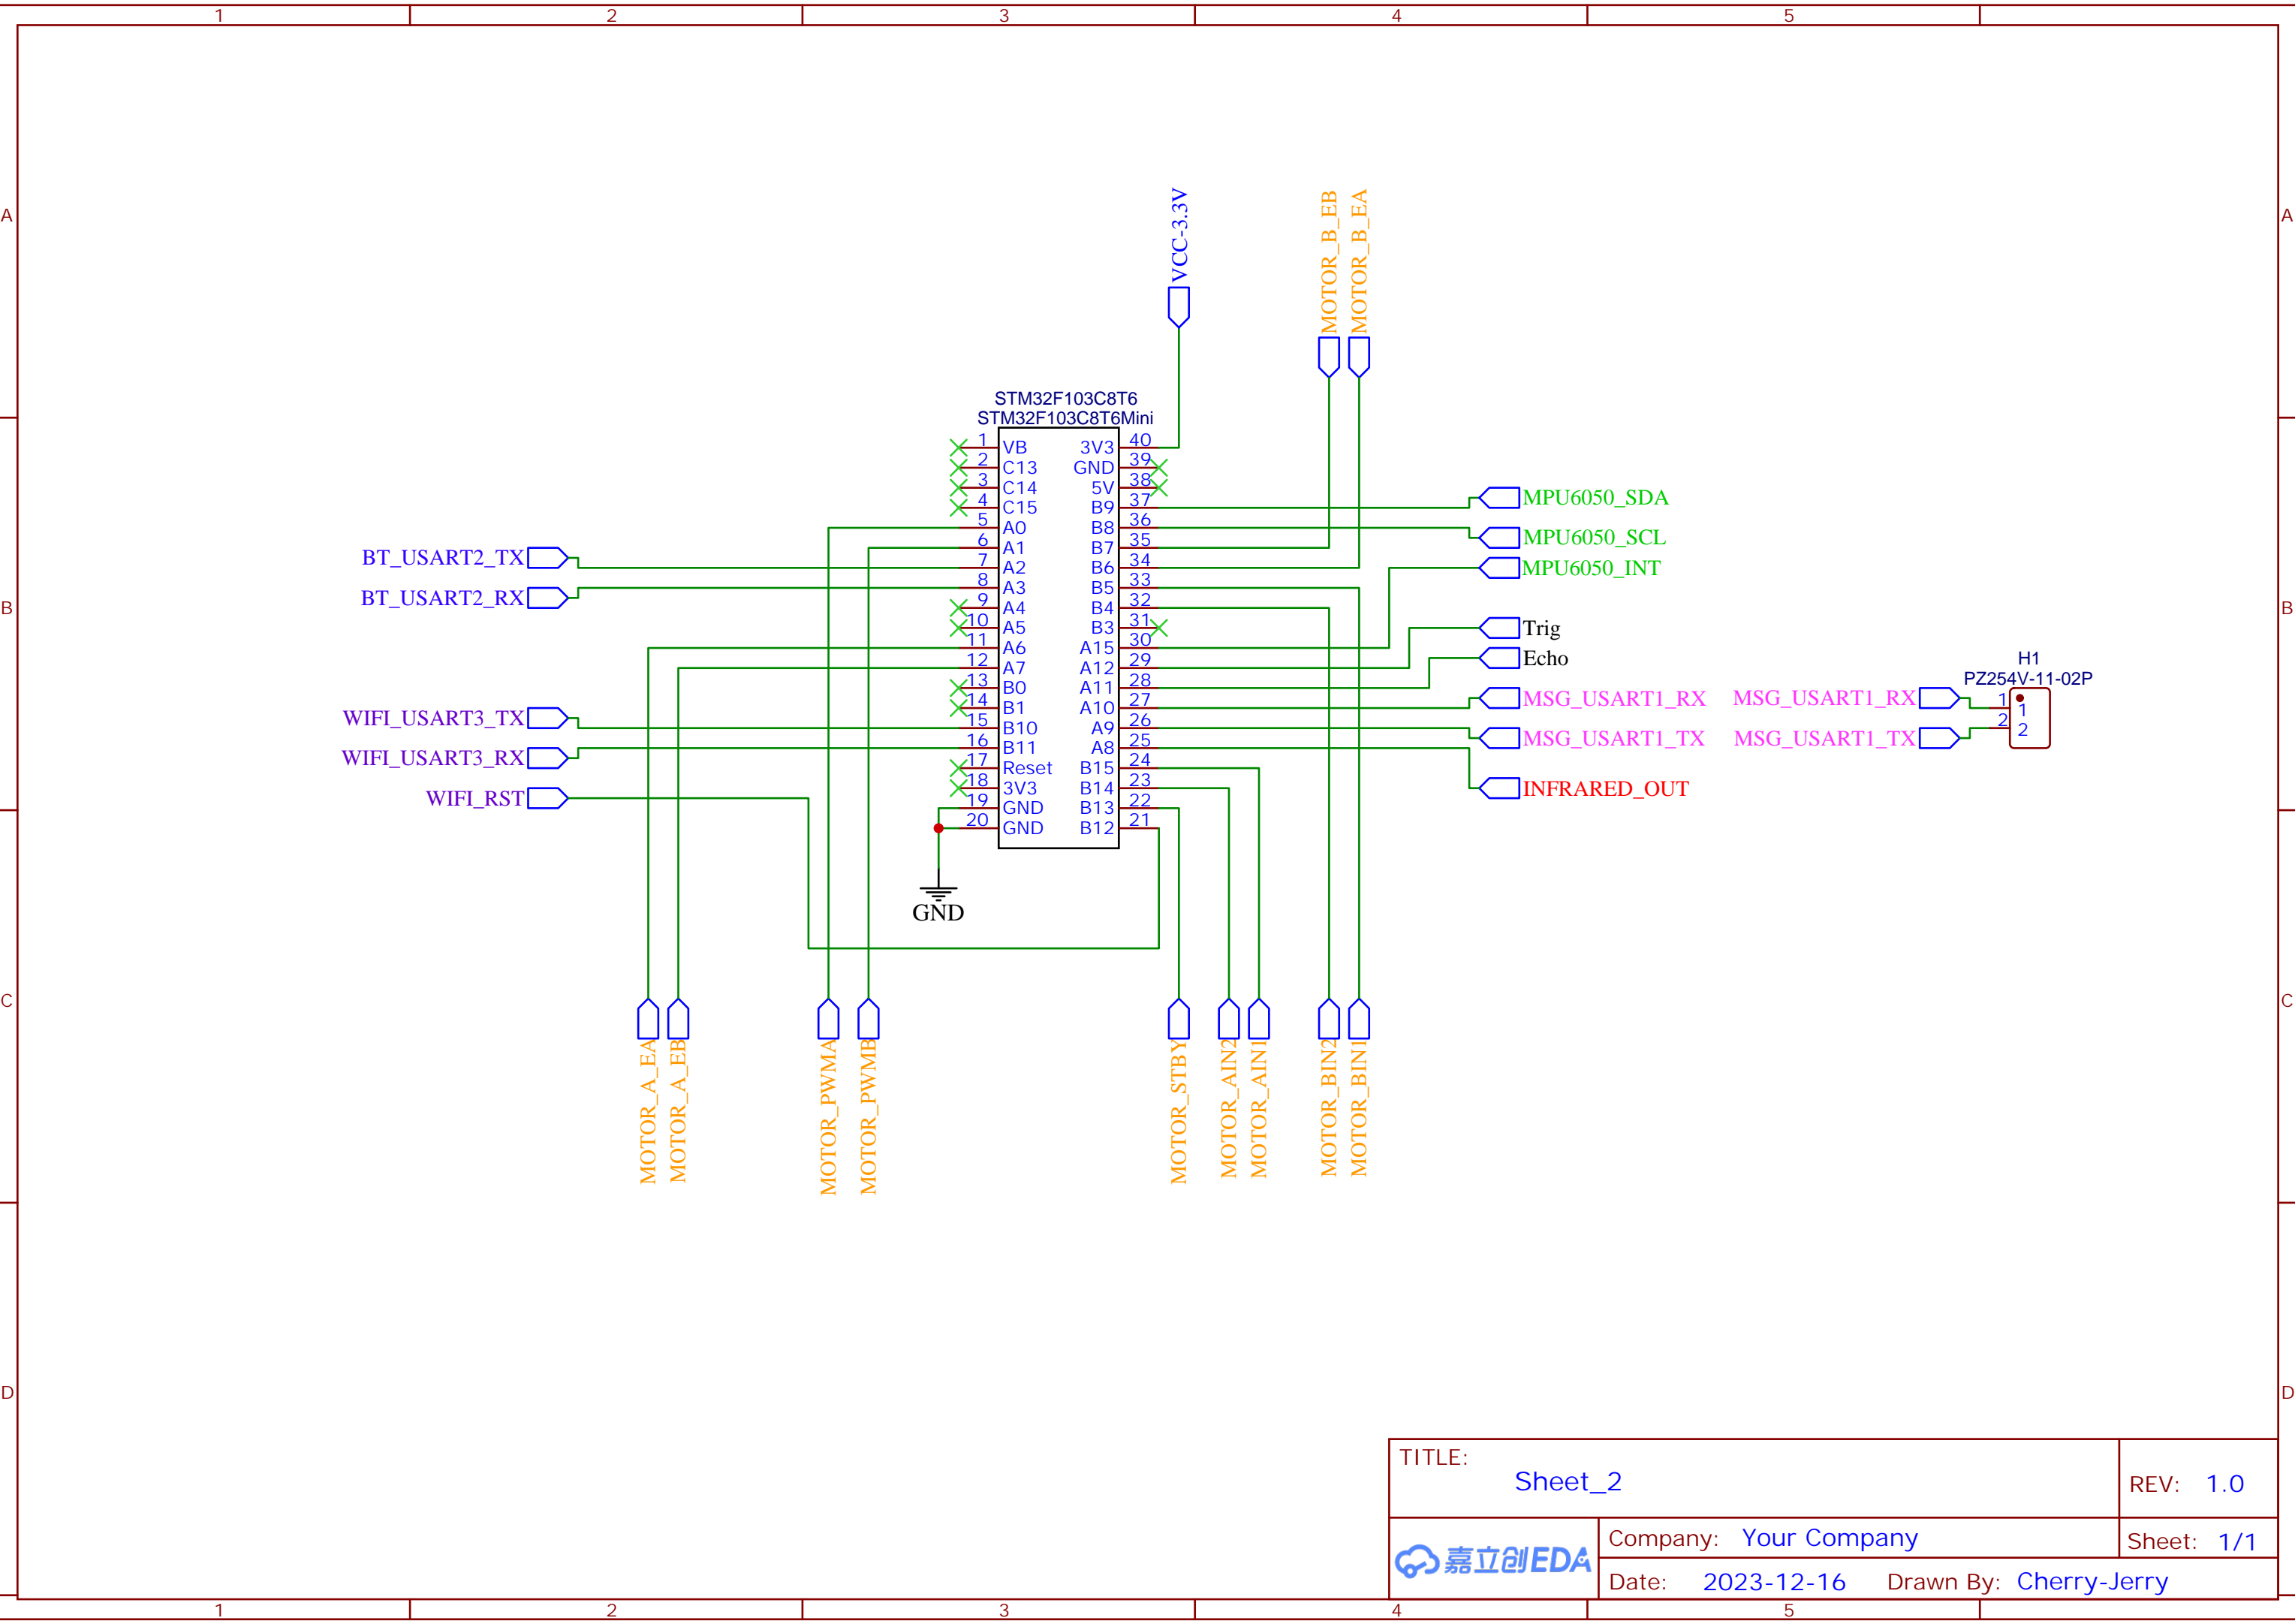 1 2 3 4 5
A A
B B
C C
D D
VCC-3.3V
MOTOR_B_EB
MOTOR_B_EA
STM32F103C8T6
STM32F103C8T6Mini
1 VB 3V3 40
2 C13 GND 39
3 C14 5V 38
4 C15 B9 37
5 A0 B8 36
6 A1 B7 35
7 A2 B6 34
8 A3 B5 33
9 A4 B4 32
10 A5 B3 31
11 A6 A15 30
12 A7 A12 29
13 B0 A11 28
14 B1 A10 27
15 B10 A9 26
16 B11 A8 25
17 Reset B15 24
18 3V3 B14 23
19 GND B13 22
20 GND B12 21
BT_USART2_TX
BT_USART2_RX
WIFI_USART3_TX
WIFI_USART3_RX
WIFI_RST
GND
MPU6050_SDA
MPU6050_SCL
MPU6050_INT
Trig
Echo
MSG_USART1_RX
MSG_USART1_TX
INFRARED_OUT
MSG_USART1_RX
MSG_USART1_TX
H1
PZ254V-11-02P
1 1
2 2
MOTOR_A_EA
MOTOR_A_EB
MOTOR_PWMA
MOTOR_PWMB
MOTOR_STBY
MOTOR_AIN2
MOTOR_AIN1
MOTOR_BIN2
MOTOR_BIN1
TITLE:
Sheet_2
REV: 1.0
嘉立创EDA
Company: Your Company
Sheet: 1/1
Date: 2023-12-16 Drawn By: Cherry-Jerry
1 2 3 4 5